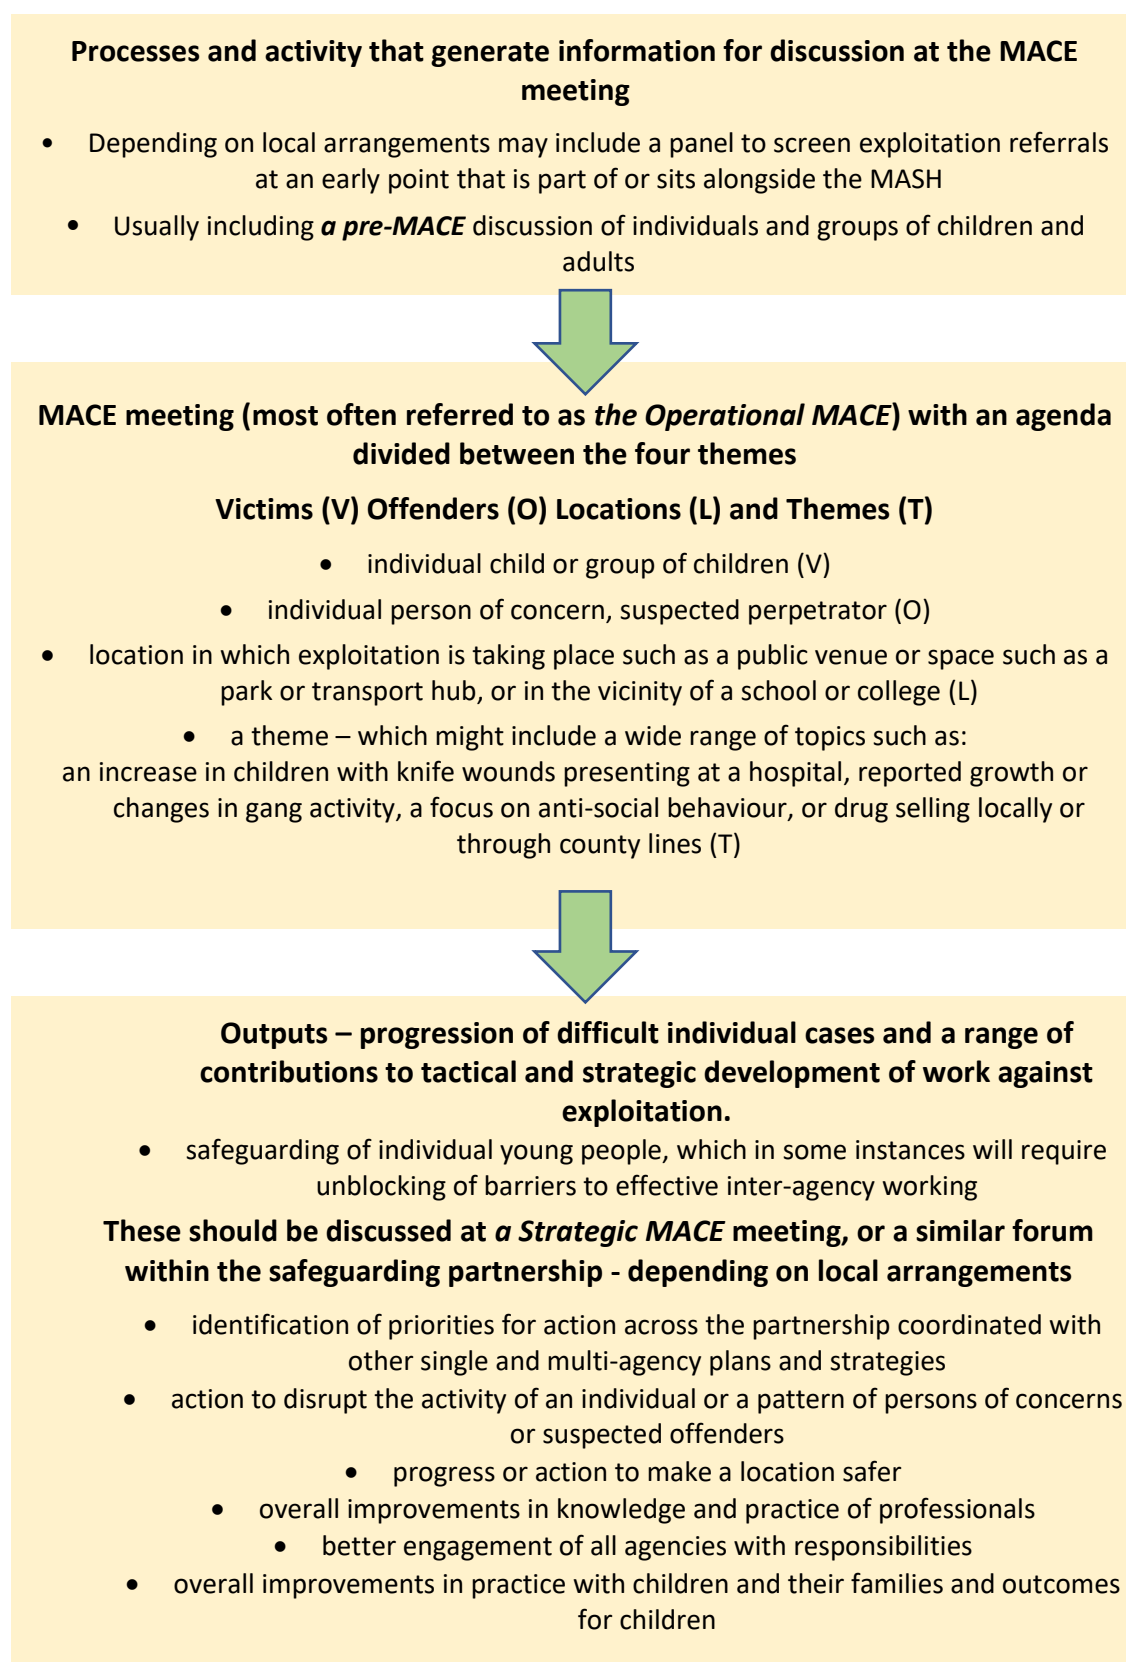 Processes and activity that generate information for discussion at the MACE
meeting
• Depending on local arrangements may include a panel to screen exploitation referrals
at an early point that is part of or sits alongside the MASH
• Usually including a pre-MACE discussion of individuals and groups of children and
adults
MACE meeting (most often referred to as the Operational MACE) with an agenda
divided between the four themes
Victims (V) Offenders (O) Locations (L) and Themes (T)
• individual child or group of children (V)
• individual person of concern, suspected perpetrator (O)
• location in which exploitation is taking place such as a public venue or space such as a
park or transport hub, or in the vicinity of a school or college (L)
• a theme – which might include a wide range of topics such as:
an increase in children with knife wounds presenting at a hospital, reported growth or
changes in gang activity, a focus on anti-social behaviour, or drug selling locally or
through county lines (T)
Outputs – progression of difficult individual cases and a range of
contributions to tactical and strategic development of work against
exploitation.
• safeguarding of individual young people, which in some instances will require
unblocking of barriers to effective inter-agency working
These should be discussed at a Strategic MACE meeting, or a similar forum
within the safeguarding partnership - depending on local arrangements
• identification of priorities for action across the partnership coordinated with
other single and multi-agency plans and strategies
• action to disrupt the activity of an individual or a pattern of persons of concerns
or suspected offenders
• progress or action to make a location safer
• overall improvements in knowledge and practice of professionals
• better engagement of all agencies with responsibilities
• overall improvements in practice with children and their families and outcomes
for children